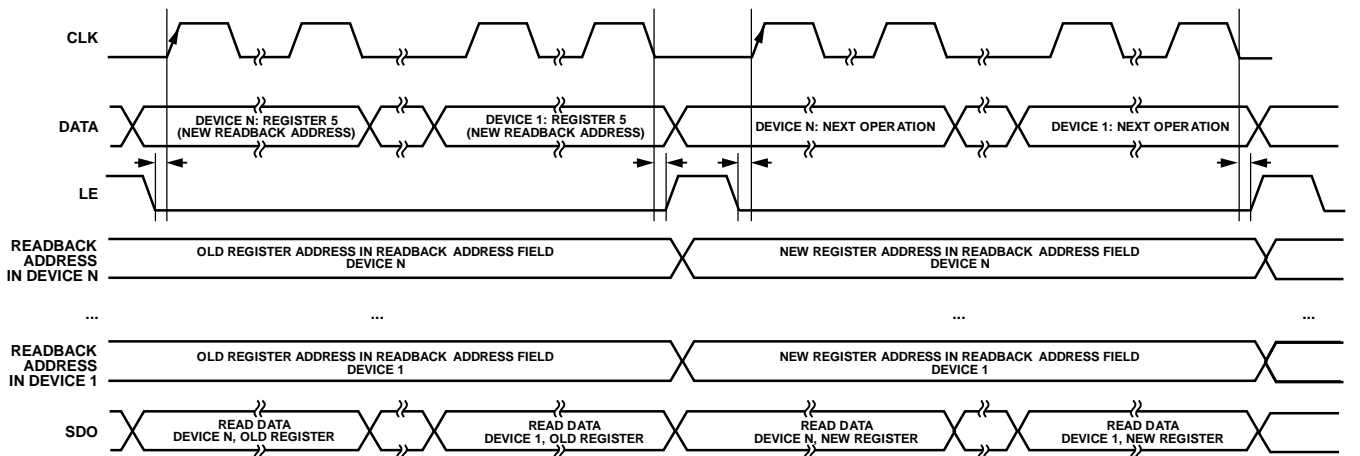 CLK
DATA
DEVICE N: REGISTER 5
(NEW READBACK ADDRESS)
DEVICE 1: REGISTER 5
(NEW READBACK ADDRESS)
DEVICE N: NEXT OPERATION
DEVICE 1: NEXT OPERATION
LE
READBACK
ADDRESS
IN DEVICE N
OLD REGISTER ADDRESS IN READBACK ADDRESS FIELD
DEVICE N
NEW REGISTER ADDRESS IN READBACK ADDRESS FIELD
DEVICE N
...
...
...
...
READBACK
ADDRESS
IN DEVICE 1
OLD REGISTER ADDRESS IN READBACK ADDRESS FIELD
DEVICE 1
NEW REGISTER ADDRESS IN READBACK ADDRESS FIELD
DEVICE 1
SDO
READ DATA
DEVICE N, OLD REGISTER
READ DATA
DEVICE 1, OLD REGISTER
READ DATA
DEVICE N, NEW REGISTER
READ DATA
DEVICE 1, NEW REGISTER